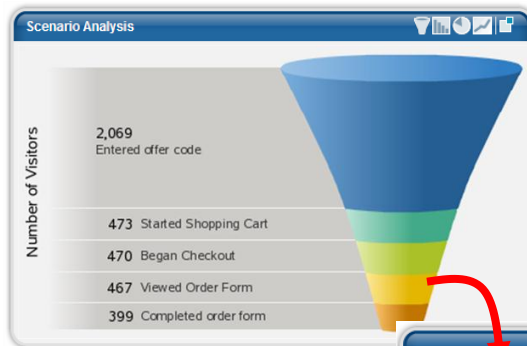 Scenario Analysis
Number of Visitors
2,069
Entered offer code
473 Started Shopping Cart
470 Began Checkout
467 Viewed Order Form
399 Completed order form